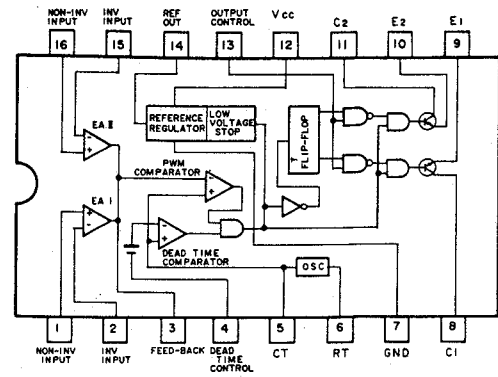 NON-INV INPUT
INV INPUT
REF OUT
OUTPUT CONTROL
Vcc
C2
E2
E1
16
15
14
13
12
11
10
9
REFERENCE REGULATOR
LOW VOLTAGE STOP
FLIP-FLOP
T
EA.II
PWM COMPARATOR
EA.I
DEAD TIME COMPARATOR
OSC
1
2
3
4
5
6
7
8
NON-INV INPUT
INV INPUT
FEED-BACK
DEAD TIME CONTROL
CT
RT
GND
C1